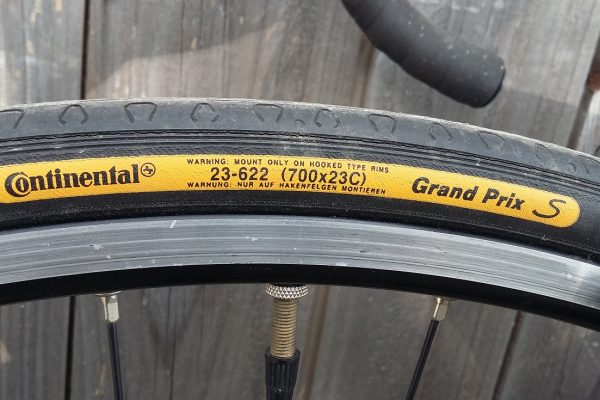 Continental
WARNING: MOUNT ONLY ON HOOKED TYPE RIMS
23-622 (700x23C)
WARNUNG: NUR AUF HAKENFELGEN MONTIEREN
Grand Prix S